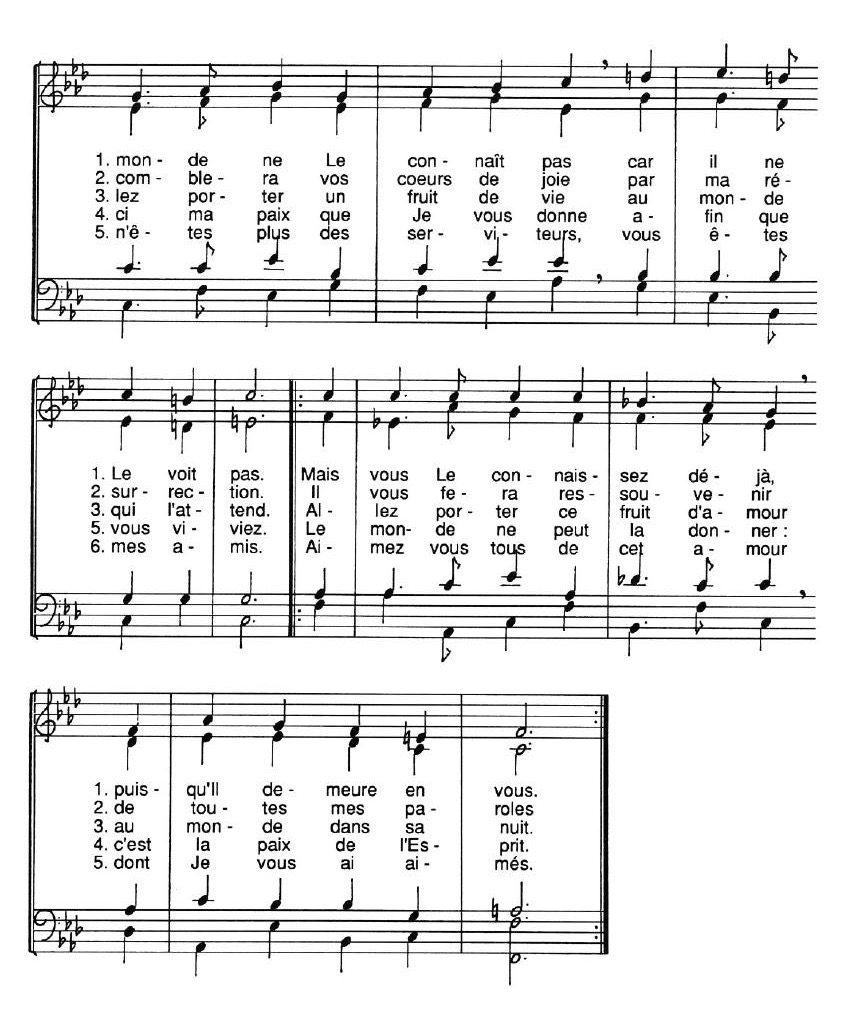 1. mon - de ne Le con - naît pas car il ne
2. com - ble - ra vos coeurs de joie par ma ré -
3. lez por - ter un fruit de vie au mon - de
4. ci ma paix que Je vous donne a - fin que
5. n'ê - tes plus des ser - vi - teurs, vous ê - tes
1. Le voit pas. Mais vous Le con - nais - sez dé - jà,
2. sur - rec - tion. Il vous fe - ra res - sou - ve - nir
3. qui l'at - tend. Al - lez por - ter ce fruit d'a - mour
5. vous vi - viez. Le mon- de ne peut la don- ner :
6. mes a - mis. Ai - mez vous tous de cet a - mour
1. puis - qu'Il de - meure en vous.
2. de tou - tes mes pa - roles
3. au mon - de dans sa nuit.
4. c'est la paix de l'Es - prit.
5. dont Je vous ai ai - més.